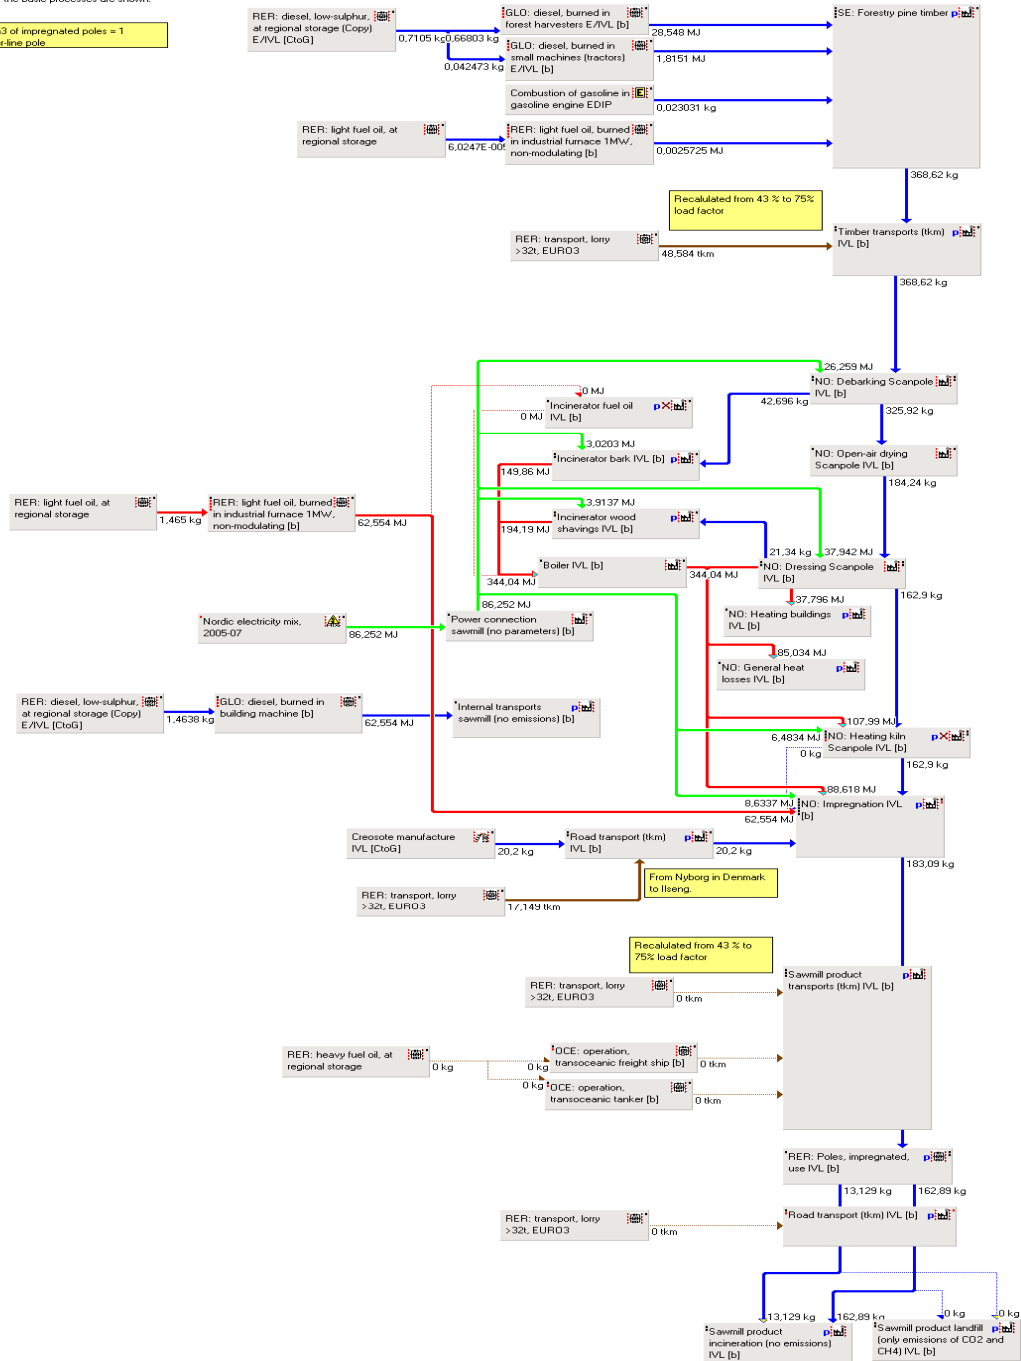 the basic processes are shown.
m3 of impregnated poles = 1
er-line pole
RER: diesel, low-sulphur,
at regional storage (Copy)
E/IVL [CtoG]
0,7105 kg
0,66803 kg
0,042473 kg
GLO: diesel, burned in
forest harvesters E/IVL [b]
28,548 MJ
GLO: diesel, burned in
small machines (tractors)
E/IVL [b]
1,8151 MJ
Combustion of gasoline in
gasoline engine EDIP
0,023031 kg
RER: light fuel oil, at
regional storage
6,0247E-005
RER: light fuel oil, burned
in industrial furnace 1MW,
non-modulating [b]
0,0025725 MJ
SE: Forestry pine timber
368,62 kg
Recalulated from 43 % to 75%
load factor
RER: transport, lorry
>32t, EURO3
48,584 tkm
Timber transports (tkm)
IVL [b]
368,62 kg
26,259 MJ
NO: Debarking Scanpole
IVL [b]
42,696 kg
325,92 kg
0 MJ
Incinerator fuel oil
IVL [b]
0 MJ
3,0203 MJ
Incinerator bark IVL [b]
149,86 MJ
NO: Open-air drying
Scanpole IVL [b]
184,24 kg
RER: light fuel oil, at
regional storage
1,465 kg
RER: light fuel oil, burned
in industrial furnace 1MW,
non-modulating [b]
62,554 MJ
3,9137 MJ
Incinerator wood
shavings IVL [b]
194,19 MJ
21,34 kg
37,942 MJ
Boiler IVL [b]
344,04 MJ
344,04 MJ
NO: Dressing Scanpole
IVL [b]
162,9 kg
37,796 MJ
NO: Heating buildings
IVL [b]
Nordic electricity mix,
2005-07
86,252 MJ
86,252 MJ
Power connection
sawmill (no parameters) [b]
85,034 MJ
NO: General heat
losses IVL [b]
RER: diesel, low-sulphur,
at regional storage (Copy)
E/IVL [CtoG]
1,4638 kg
GLO: diesel, burned in
building machine [b]
62,554 MJ
Internal transports
sawmill (no emissions) [b]
107,99 MJ
6,4834 MJ
0 kg
NO: Heating kiln
Scanpole IVL [b]
162,9 kg
88,618 MJ
8,6337 MJ
62,554 MJ
NO: Impregnation IVL
[b]
183,09 kg
Creosote manufacture
IVL [CtoG]
20,2 kg
Road transport (tkm)
IVL [b]
20,2 kg
From Nyborg in Denmark
to Ilseng.
RER: transport, lorry
>32t, EURO3
17,149 tkm
Recalulated from 43 % to
75% load factor
RER: transport, lorry
>32t, EURO3
0 tkm
Sawmill product
transports (tkm) IVL [b]
RER: heavy fuel oil, at
regional storage
0 kg
0 kg
OCE: operation,
transoceanic freight ship [b]
0 tkm
0 kg
OCE: operation,
transoceanic tanker [b]
0 tkm
RER: Poles, impregnated,
use IVL [b]
13,129 kg
162,89 kg
RER: transport, lorry
>32t, EURO3
0 tkm
Road transport (tkm) IVL [b]
13,129 kg
162,89 kg
0 kg
0 kg
Sawmill product
incineration (no emissions)
IVL [b]
Sawmill product landfill
(only emissions of CO2 and
CH4) IVL [b]